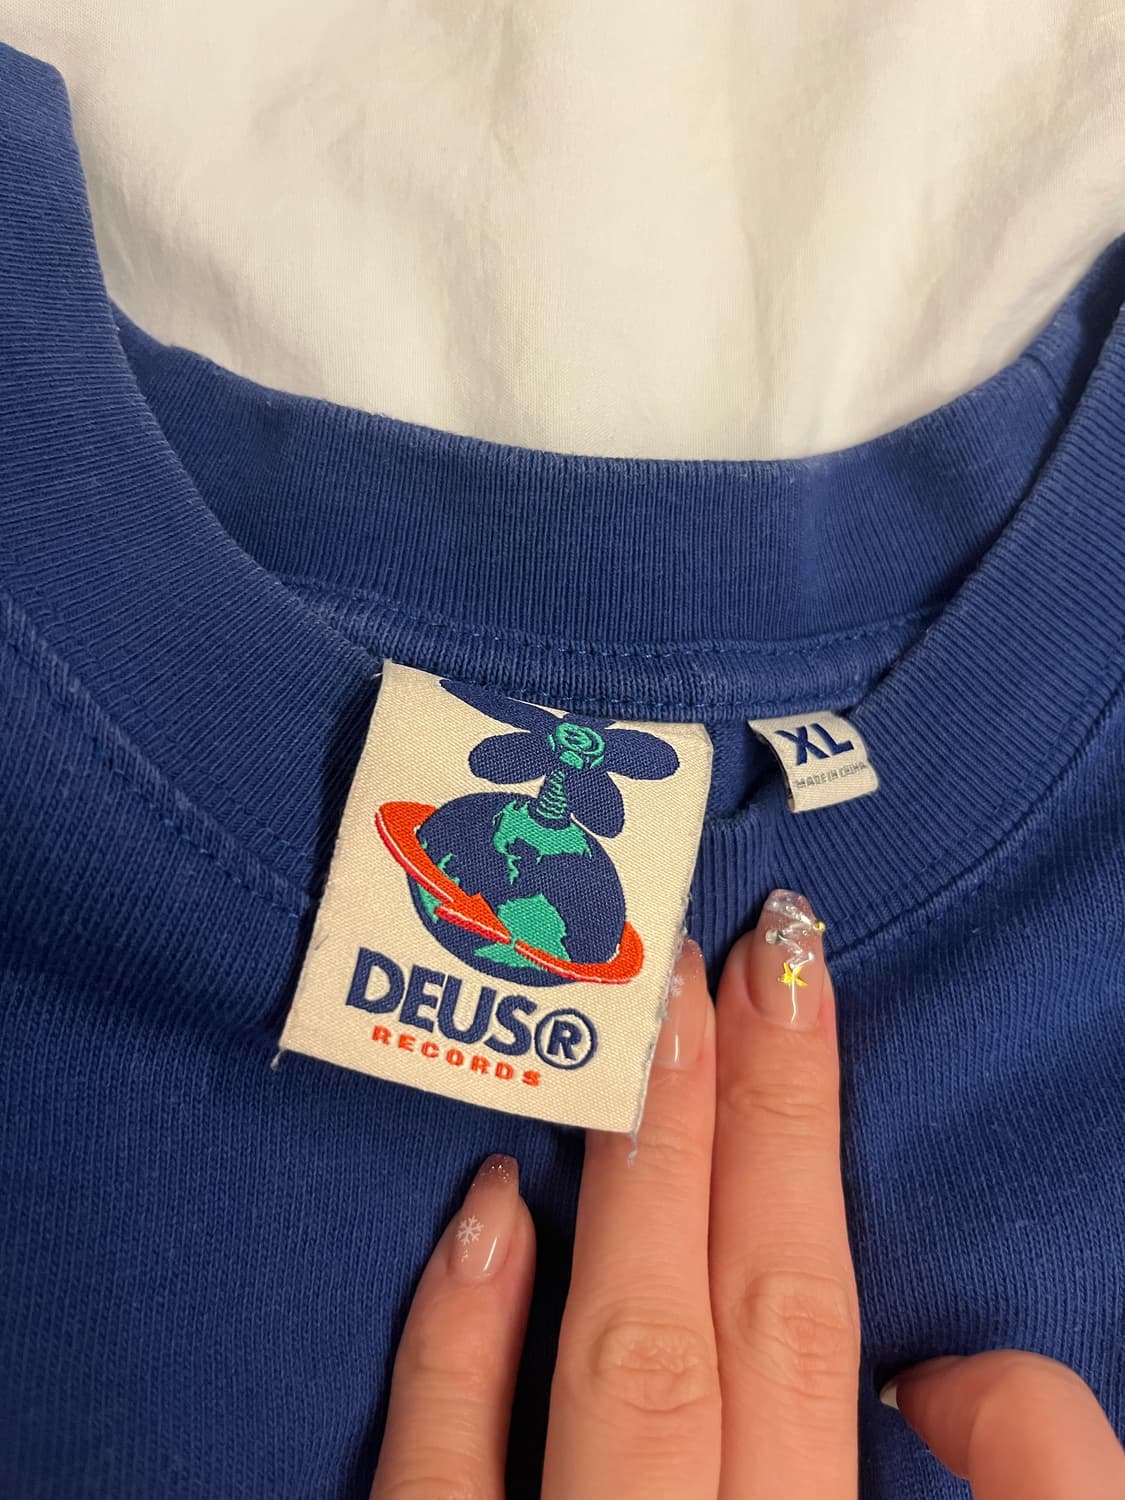 DEUS®
RECORDS
XL
MADE IN CHINA